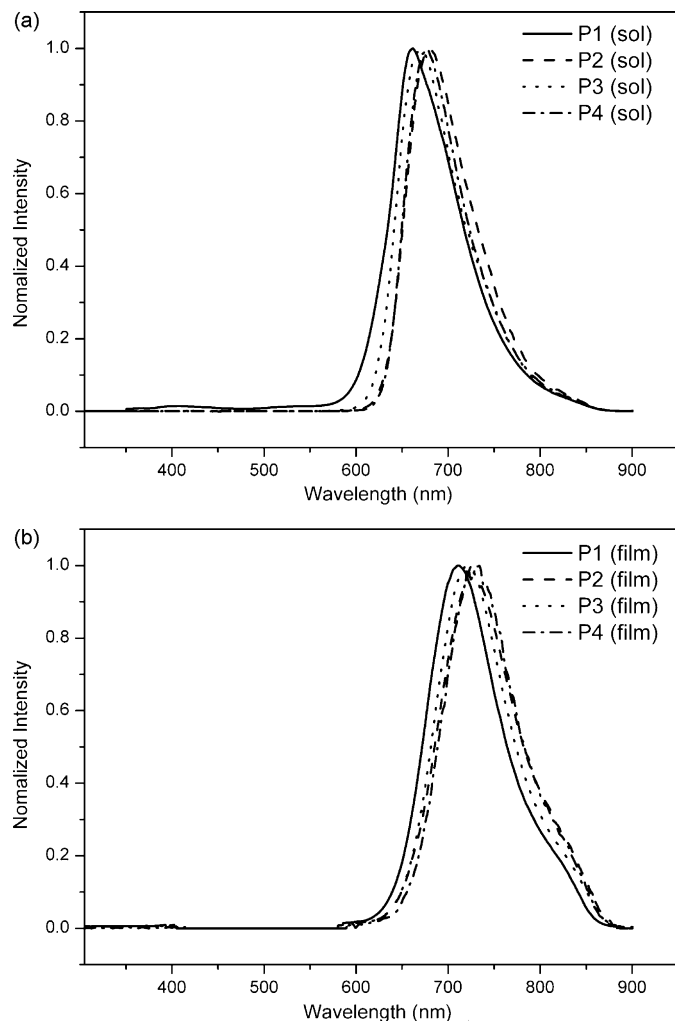 (a)
P1 (sol)
P2 (sol)
P3 (sol)
P4 (sol)
1.0
0.8
0.6
0.4
0.2
0.0
Nomalized Intensity
400 500 600 700 800 900
Wavelength (nm)
(b)
P1 (film)
P2 (film)
P3 (film)
P4 (film)
1.0
0.8
0.6
0.4
0.2
0.0
Nomalized Intensity
400 500 600 700 800 900
Wavelength (nm)